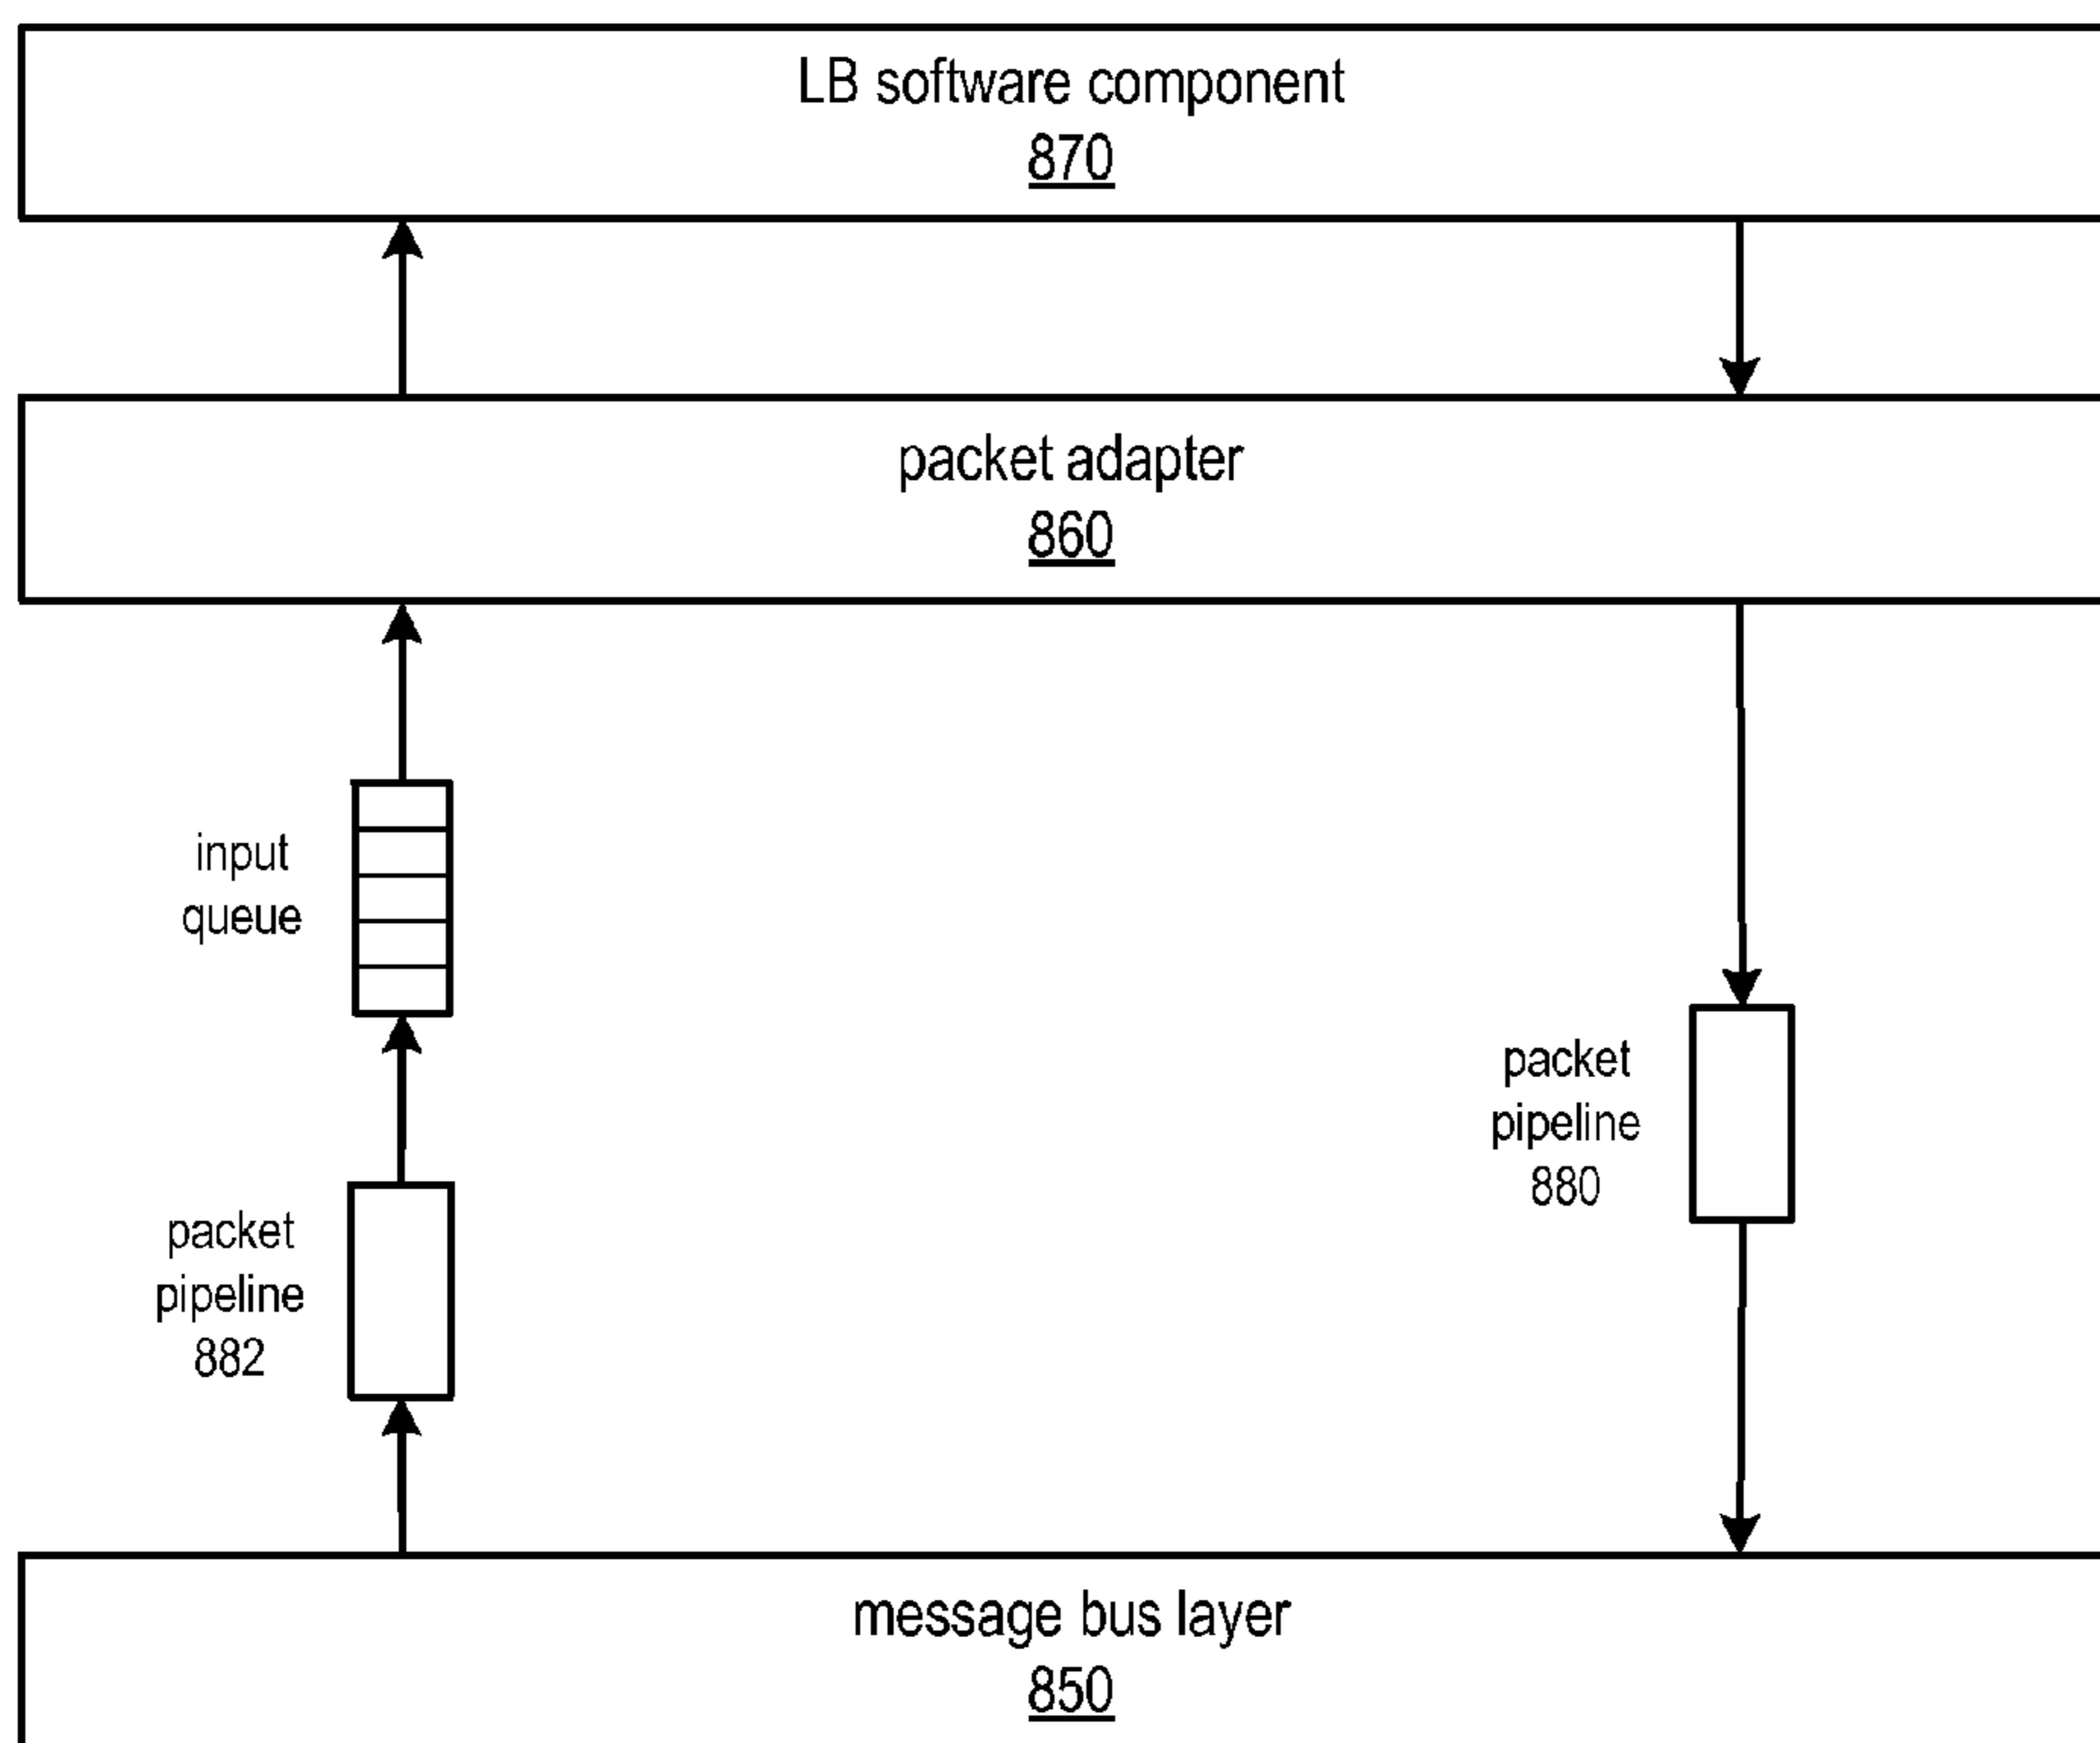 LB software component
870
packet adapter
860
input
queue
packet
pipeline
880
packet
pipeline
882
message bus layer
850